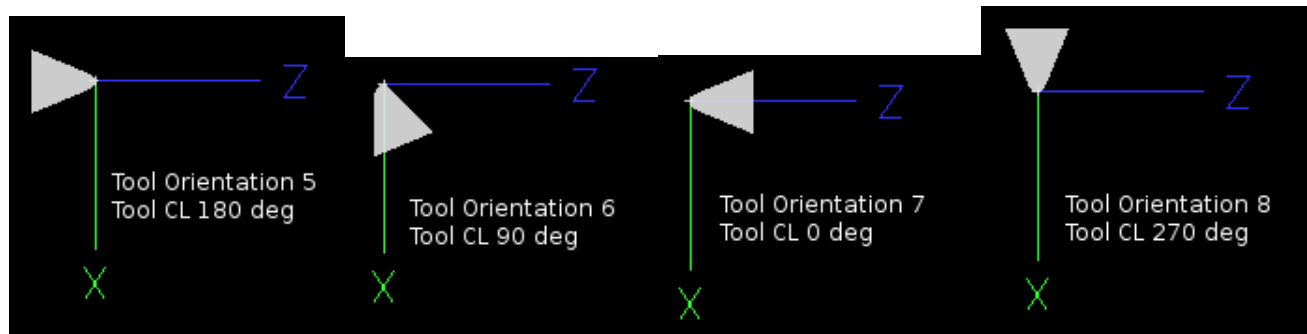 Z
Tool Orientation 5
Tool CL 180 deg
X
Z
Tool Orientation 6
Tool CL 90 deg
X
Z
Tool Orientation 7
Tool CL 0 deg
X
Z
Tool Orientation 8
Tool CL 270 deg
X